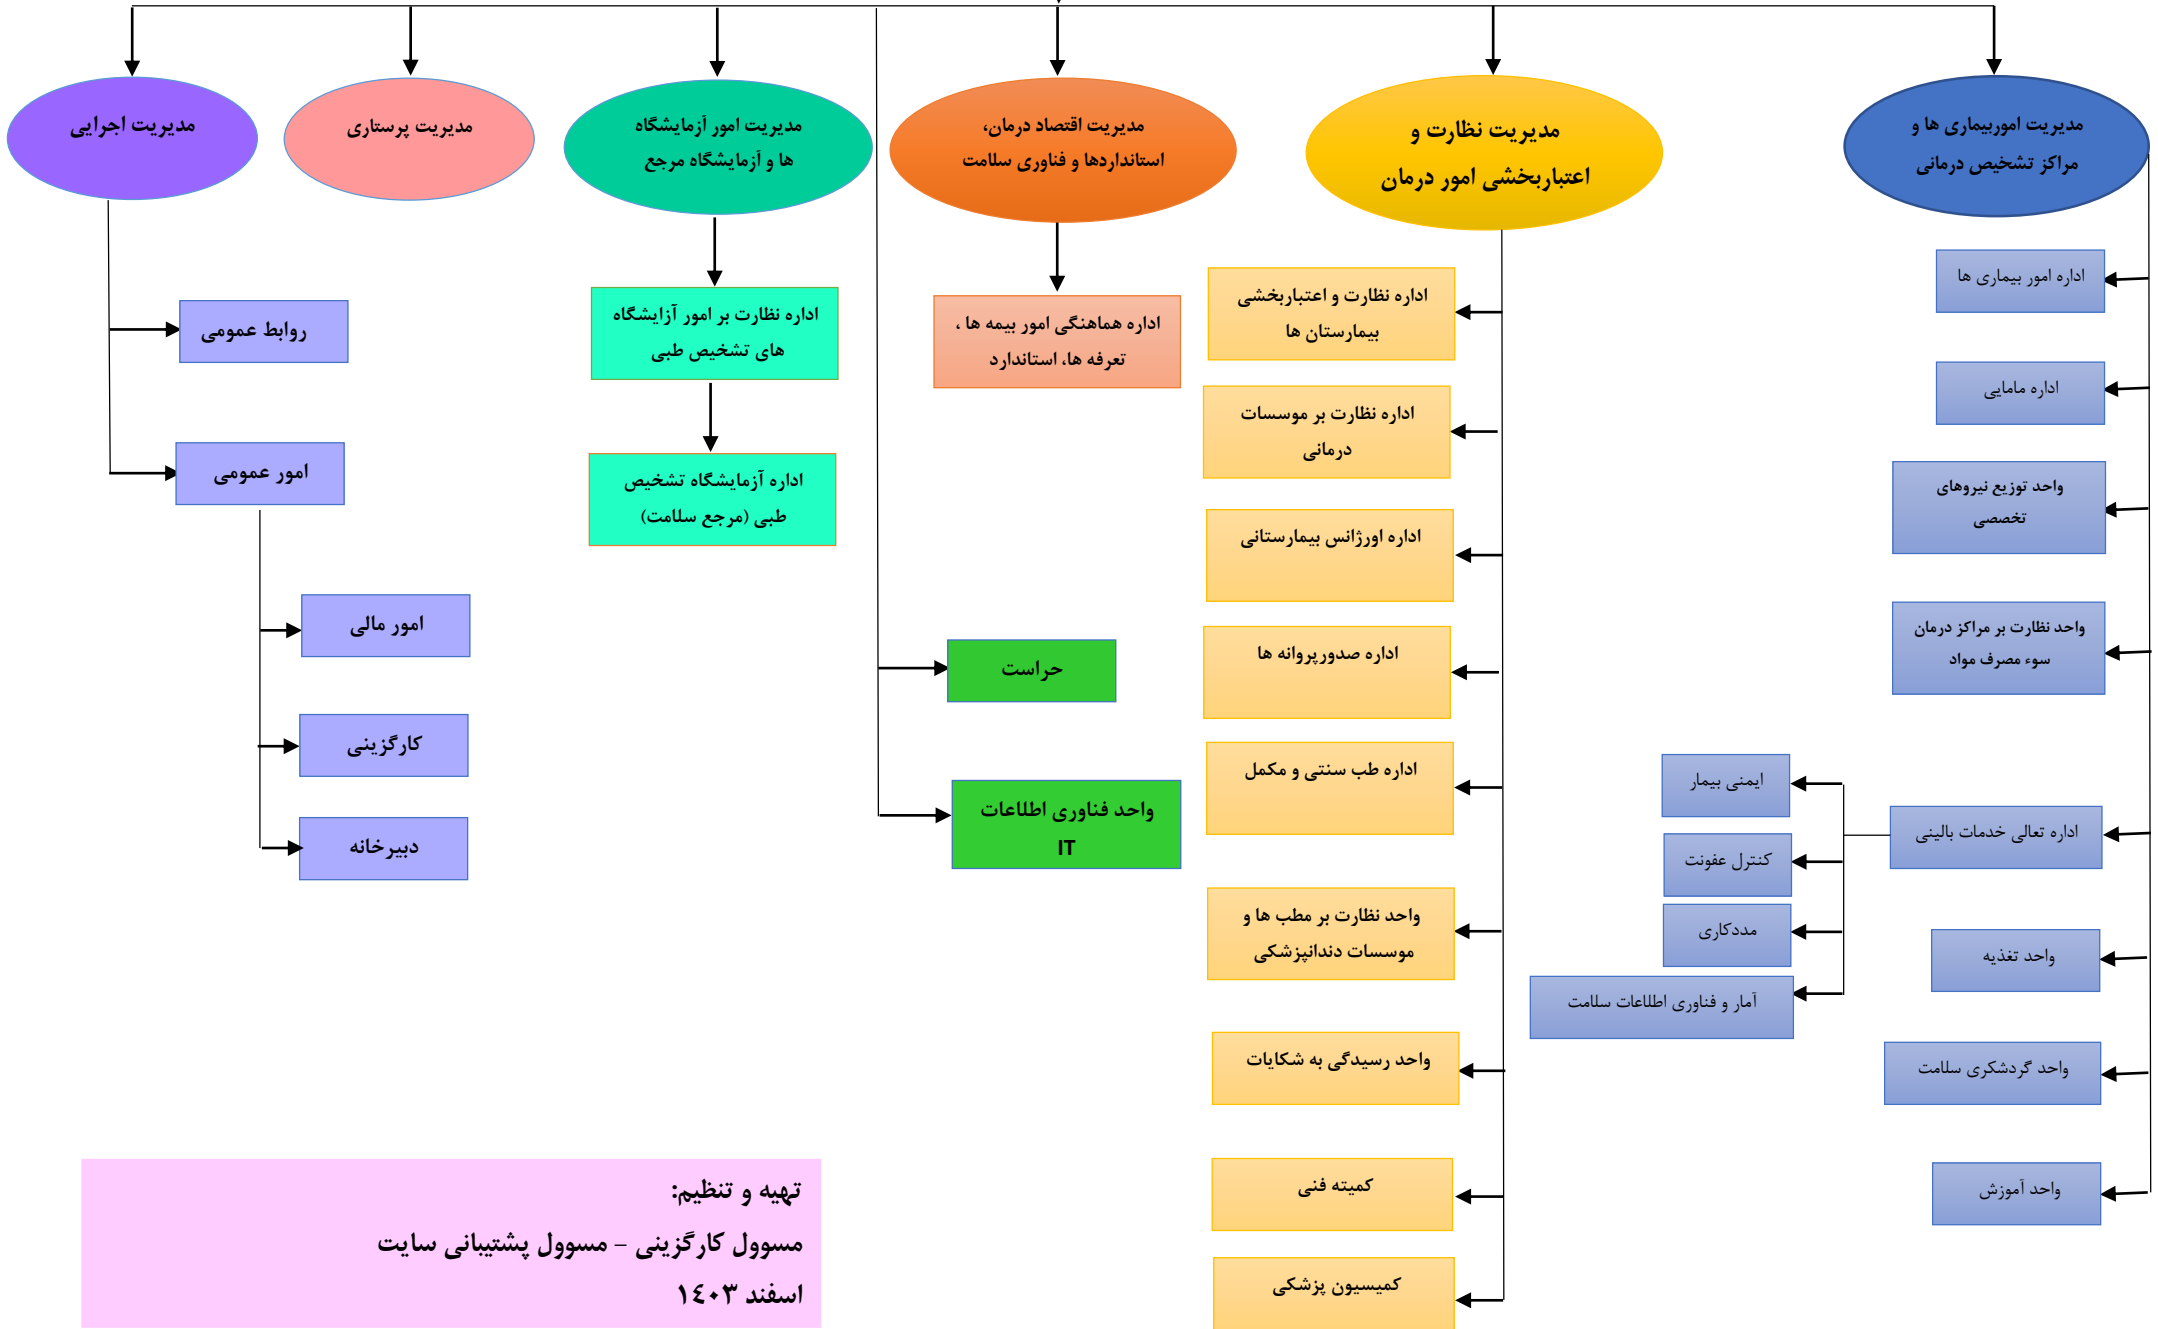 مدیریت اموربیماری ها و
مراکز تشخیص درمانی
اداره امور بیماری ها
اداره مامایی
واحد توزیع نیروهای
تخصصی
واحد نظارت بر مراکز درمان
سوء مصرف مواد
اداره تعالی خدمات بالینی
ایمنی بیمار
کنترل عفونت
مددکاری
آمار و فناوری اطلاعات سلامت
واحد تغذیه
واحد گردشکری سلامت
واحد آموزش
مدیریت نظارت و
اعتباربخشی امور درمان
اداره نظارت و اعتباربخشی
بیمارستان ها
اداره نظارت بر موسسات
درمانی
اداره اورژانس بیمارستانی
اداره صدورپروانه ها
اداره طب سنتی و مکمل
واحد نظارت بر مطب ها و
موسسات دندانپزشکی
واحد رسیدگی به شکایات
کمیته فنی
کمیسیون پزشکی
مدیریت اقتصاد درمان،
استانداردها و فناوری سلامت
اداره هماهنگی امور بیمه ها ،
تعرفه ها، استاندارد
حراست
واحد فناوری اطلاعات
IT
مدیریت امور آزمایشگاه
ها و آزمایشگاه مرجع
اداره نظارت بر امور آزایشگاه
های تشخیص طبی
اداره آزمایشگاه تشخیص
طبی (مرجع سلامت)
مدیریت پرستاری
مدیریت اجرایی
روابط عمومی
امور عمومی
امور مالی
کارگزینی
دبیرخانه
تهیه و تنظیم:
مسوول کارگزینی – مسوول پشتیبانی سایت
اسفند ۱٤۰۳